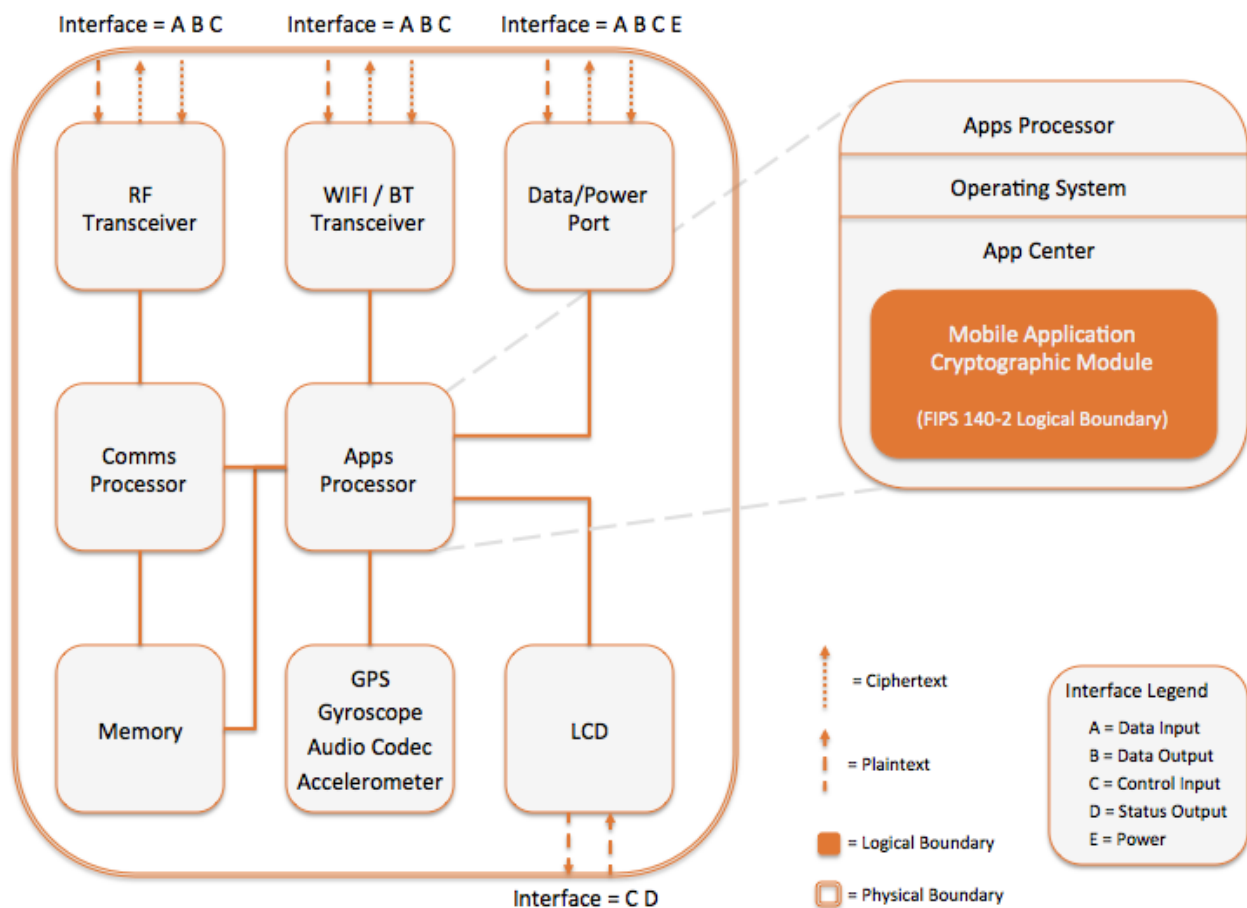 Interface = A B C
Interface = A B C
Interface = A B C E
RF
Transceiver
WIFI / BT
Transceiver
Data/Power
Port
Comms
Processor
Apps
Processor
Memory
GPS
Gyroscope
Audio Codec
Accelerometer
LCD
Interface = C D
Apps Processor
Operating System
App Center
Mobile Application
Cryptographic Module
(FIPS 140-2 Logical Boundary)
= Ciphertext
= Plaintext
= Logical Boundary
= Physical Boundary
Interface Legend
A = Data Input
B = Data Output
C = Control Input
D = Status Output
E = Power